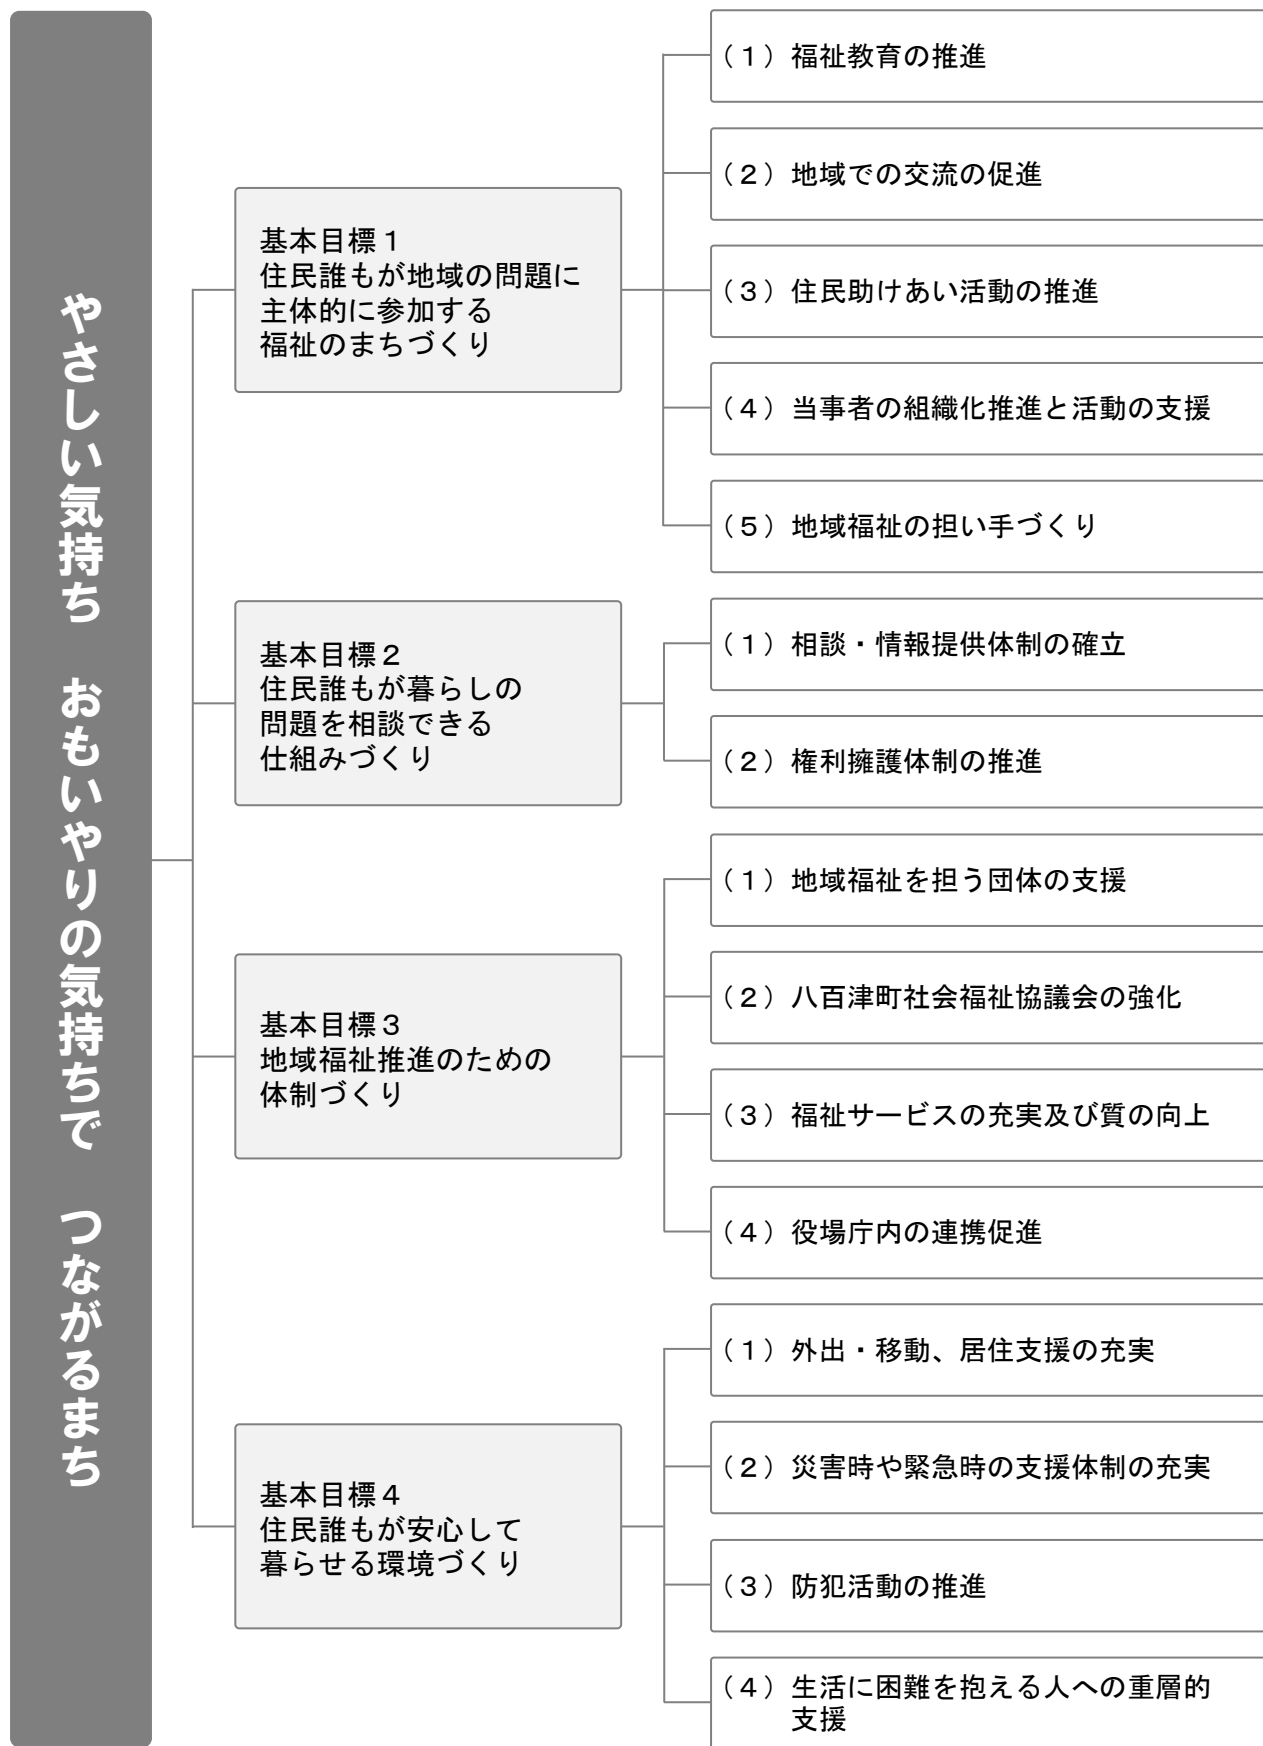 やさしい気持ち　おもいやりの気持ちで　つながるまち
基本目標１
住民誰もが地域の問題に
主体的に参加する
福祉のまちづくり
（１）福祉教育の推進
（２）地域での交流の促進
（３）住民助けあい活動の推進
（４）当事者の組織化推進と活動の支援
（５）地域福祉の担い手づくり
基本目標２
住民誰もが暮らしの
問題を相談できる
仕組みづくり
（１）相談・情報提供体制の確立
（２）権利擁護体制の推進
基本目標３
地域福祉推進のための
体制づくり
（１）地域福祉を担う団体の支援
（２）八百津町社会福祉協議会の強化
（３）福祉サービスの充実及び質の向上
（４）役場庁内の連携促進
基本目標４
住民誰もが安心して
暮らせる環境づくり
（１）外出・移動、居住支援の充実
（２）災害時や緊急時の支援体制の充実
（３）防犯活動の推進
（４）生活に困難を抱える人への重層的
支援